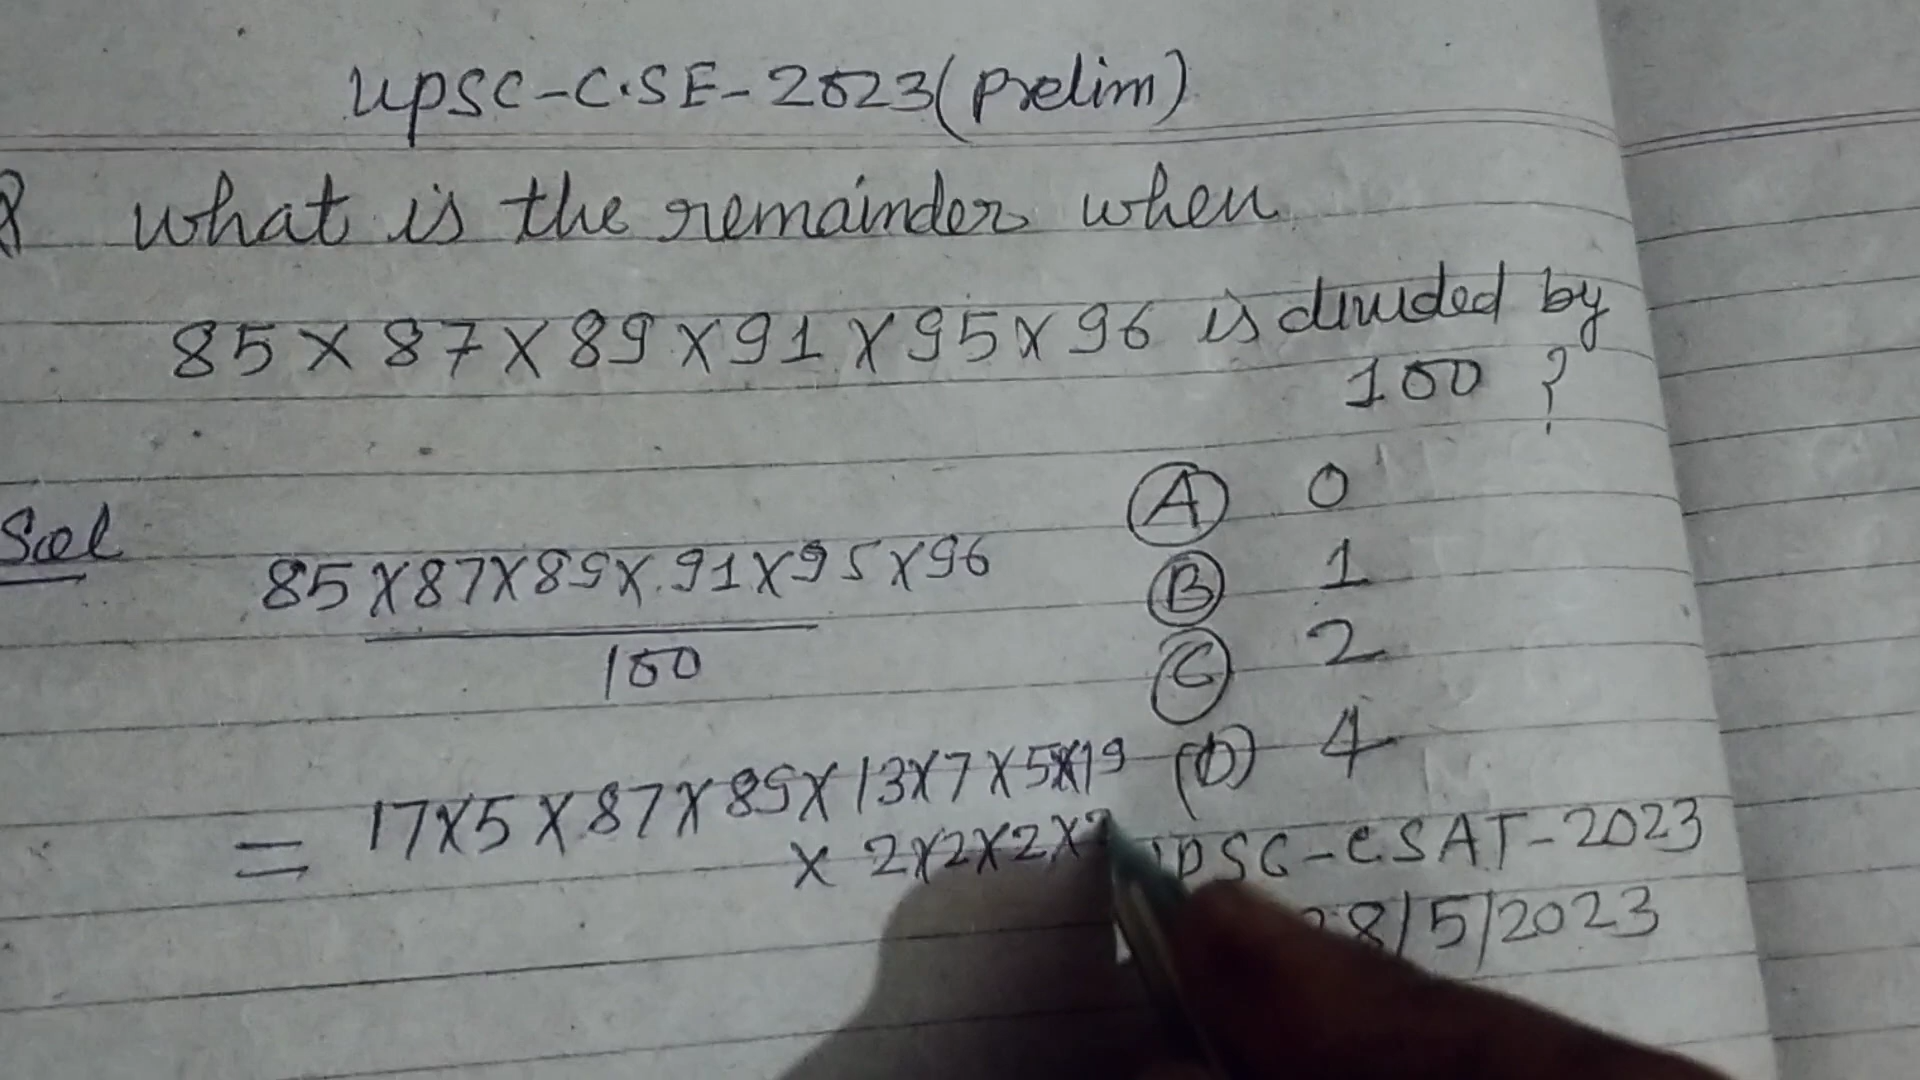 UPSC-C.SE-2023(Prelim)
Q what is the remainder when
85 X 87 X 89 X 91 X 95 X 96 is divided by
100 ?
(A) 0
Sol
85 X 87 X 89 X. 91 X 95 X 96
(B) 1
100
(C) 2
= 17 X 5 X 87 X 89 X 13 X 7 X 5 X 19
(D) 4
X 2 X 2 X 2 X
UPSC-CSAT-2023
28/5/2023